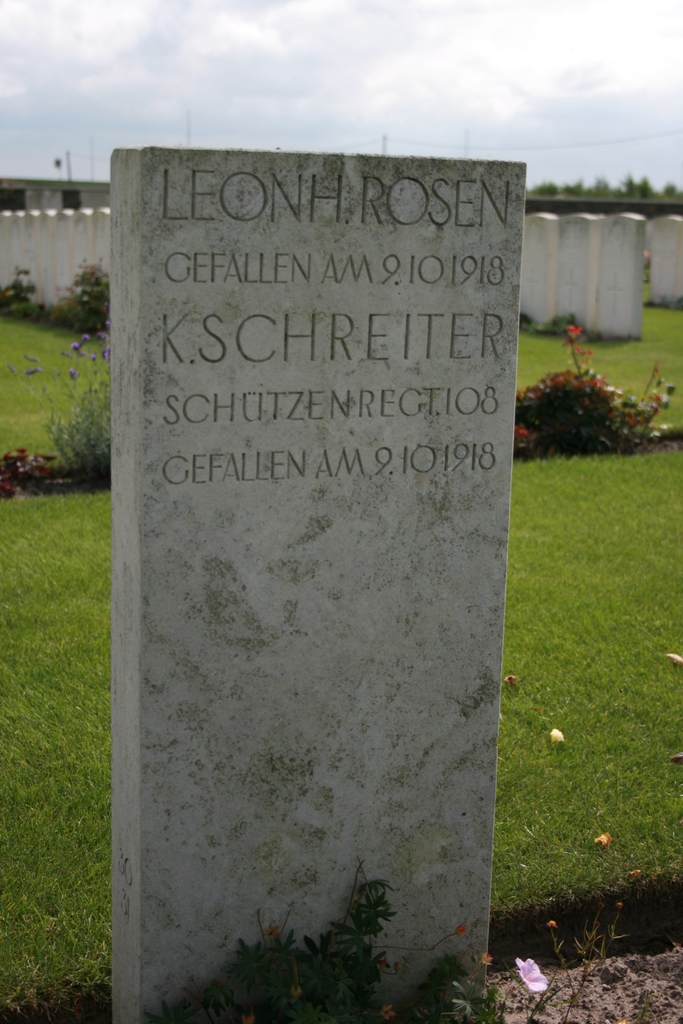 LEONH. ROSEN
GEFALLEN AM 9.10 1918
K. SCHREITER
SCHÜTZEN REGT. 108
GEFALLEN AM 9.10 1918